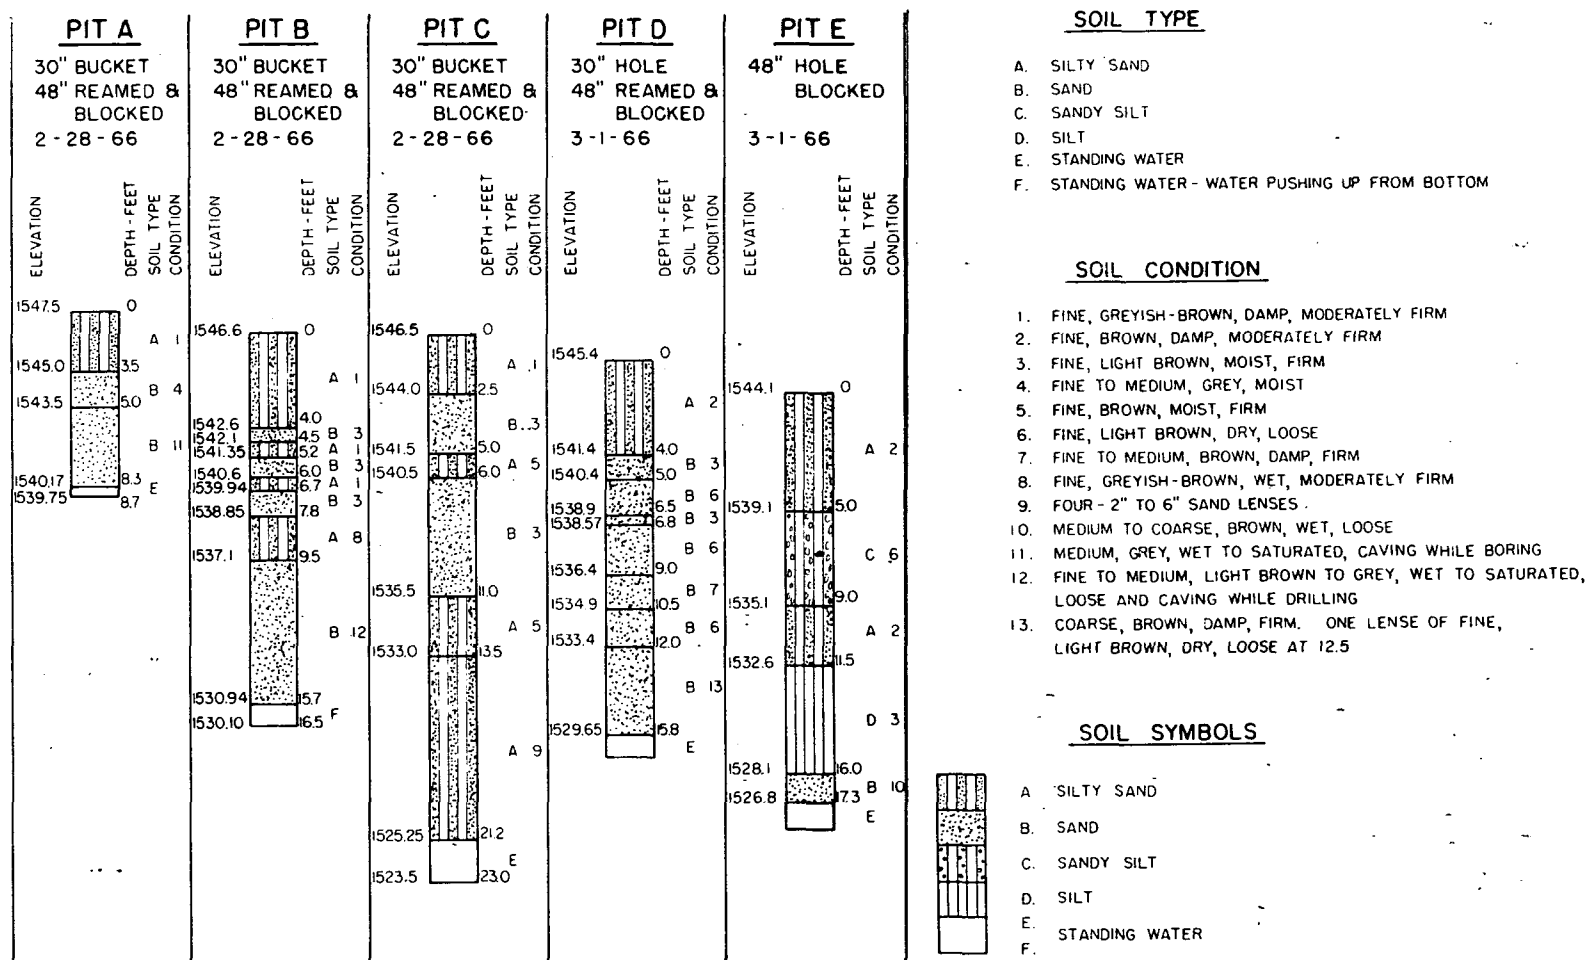 PIT A
30" BUCKET
48" REAMED &
BLOCKED
2-28-66
ELEVATION
DEPTH-FEET
SOIL TYPE
CONDITION
1547.5 0
A 1
1545.0 3.5
B 4
1543.5 5.0
B 11
1540.17 8.3
E
1539.75 8.7
PIT B
30" BUCKET
48" REAMED &
BLOCKED
2-28-66
ELEVATION
DEPTH-FEET
SOIL TYPE
CONDITION
1546.6 0
A 1
1542.6 4.0
1542.1 4.5 B 3
1541.35 5.2 A 1
1540.6 6.0 B 3
1539.94 6.7 A 1
B 3
1538.85 7.8
A 8
1537.1 9.5
B 12
1530.94 15.7
F
1530.10 16.5
PIT C
30" BUCKET
48" REAMED &
BLOCKED
2-28-66
ELEVATION
DEPTH-FEET
SOIL TYPE
CONDITION
1546.5 0
A 1
1544.0 2.5
B 3
1541.5 5.0
A 5
1540.5 6.0
B 3
1535.5 11.0
A 5
1533.0 13.5
A 9
1525.25 21.2
E
1523.5 23.0
PIT D
30" HOLE
48" REAMED &
BLOCKED
3-1-66
ELEVATION
DEPTH-FEET
SOIL TYPE
CONDITION
1545.4 0
A 2
1541.4 4.0
B 3
1540.4 5.0
B 6
1538.9 6.5
1538.57 6.8 B 3
B 6
1536.4 9.0
B 7
1534.9 10.5
B 6
1533.4 12.0
B 13
1529.65 15.8
E
PIT E
48" HOLE
BLOCKED
3-1-66
ELEVATION
DEPTH-FEET
SOIL TYPE
CONDITION
1544.1 0
A 2
1539.1 5.0
C 6
1535.1 9.0
A 2
1532.6 11.5
D 3
1528.1 16.0
B 10
1526.8 17.3
E
SOIL TYPE
A. SILTY SAND
B. SAND
C. SANDY SILT
D. SILT
E. STANDING WATER
F. STANDING WATER - WATER PUSHING UP FROM BOTTOM
SOIL CONDITION
1. FINE, GREYISH-BROWN, DAMP, MODERATELY FIRM
2. FINE, BROWN, DAMP, MODERATELY FIRM
3. FINE, LIGHT BROWN, MOIST, FIRM
4. FINE TO MEDIUM, GREY, MOIST
5. FINE, BROWN, MOIST, FIRM
6. FINE, LIGHT BROWN, DRY, LOOSE
7. FINE TO MEDIUM, BROWN, DAMP, FIRM
8. FINE, GREYISH-BROWN, WET, MODERATELY FIRM
9. FOUR - 2" TO 6" SAND LENSES.
10. MEDIUM TO COARSE, BROWN, WET, LOOSE
11. MEDIUM, GREY, WET TO SATURATED, CAVING WHILE BORING
12. FINE TO MEDIUM, LIGHT BROWN TO GREY, WET TO SATURATED,
LOOSE AND CAVING WHILE DRILLING
13. COARSE, BROWN, DAMP, FIRM. ONE LENSE OF FINE,
LIGHT BROWN, DRY, LOOSE AT 12.5
SOIL SYMBOLS
A SILTY SAND
B. SAND
C. SANDY SILT
D. SILT
E.
STANDING WATER
F.